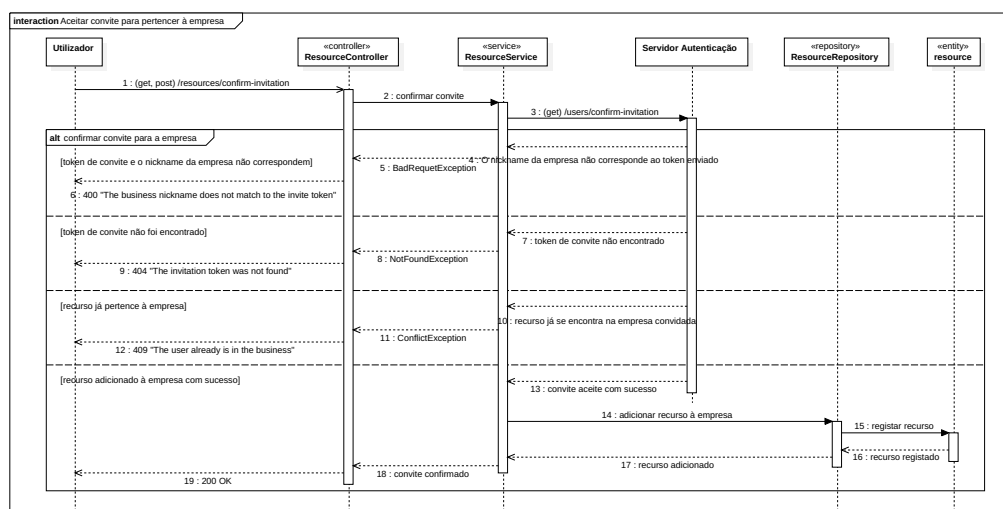 interaction Aceitar convite para pertencer à empresa
Utilizador
«controller»
ResourceController
«service»
ResourceService
Servidor Autenticação
«repository»
ResourceRepository
«entity»
resource
1 : (get, post) /resources/confirm-invitation
2 : confirmar convite
3 : (get) /users/confirm-invitation
alt confirmar convite para a empresa
[token de convite e o nickname da empresa não correspondem]
4 : O nickname da empresa não corresponde ao token enviado
5 : BadRequetException
6 : 400 "The business nickname does not match to the invite token"
[token de convite não foi encontrado]
7 : token de convite não encontrado
8 : NotFoundException
9 : 404 "The invitation token was not found"
[recurso já pertence à empresa]
10 : recurso já se encontra na empresa convidada
11 : ConflictException
12 : 409 "The user already is in the business"
[recurso adicionado à empresa com sucesso]
13 : convite aceite com sucesso
14 : adicionar recurso à empresa
15 : registar recurso
16 : recurso registado
17 : recurso adicionado
18 : convite confirmado
19 : 200 OK